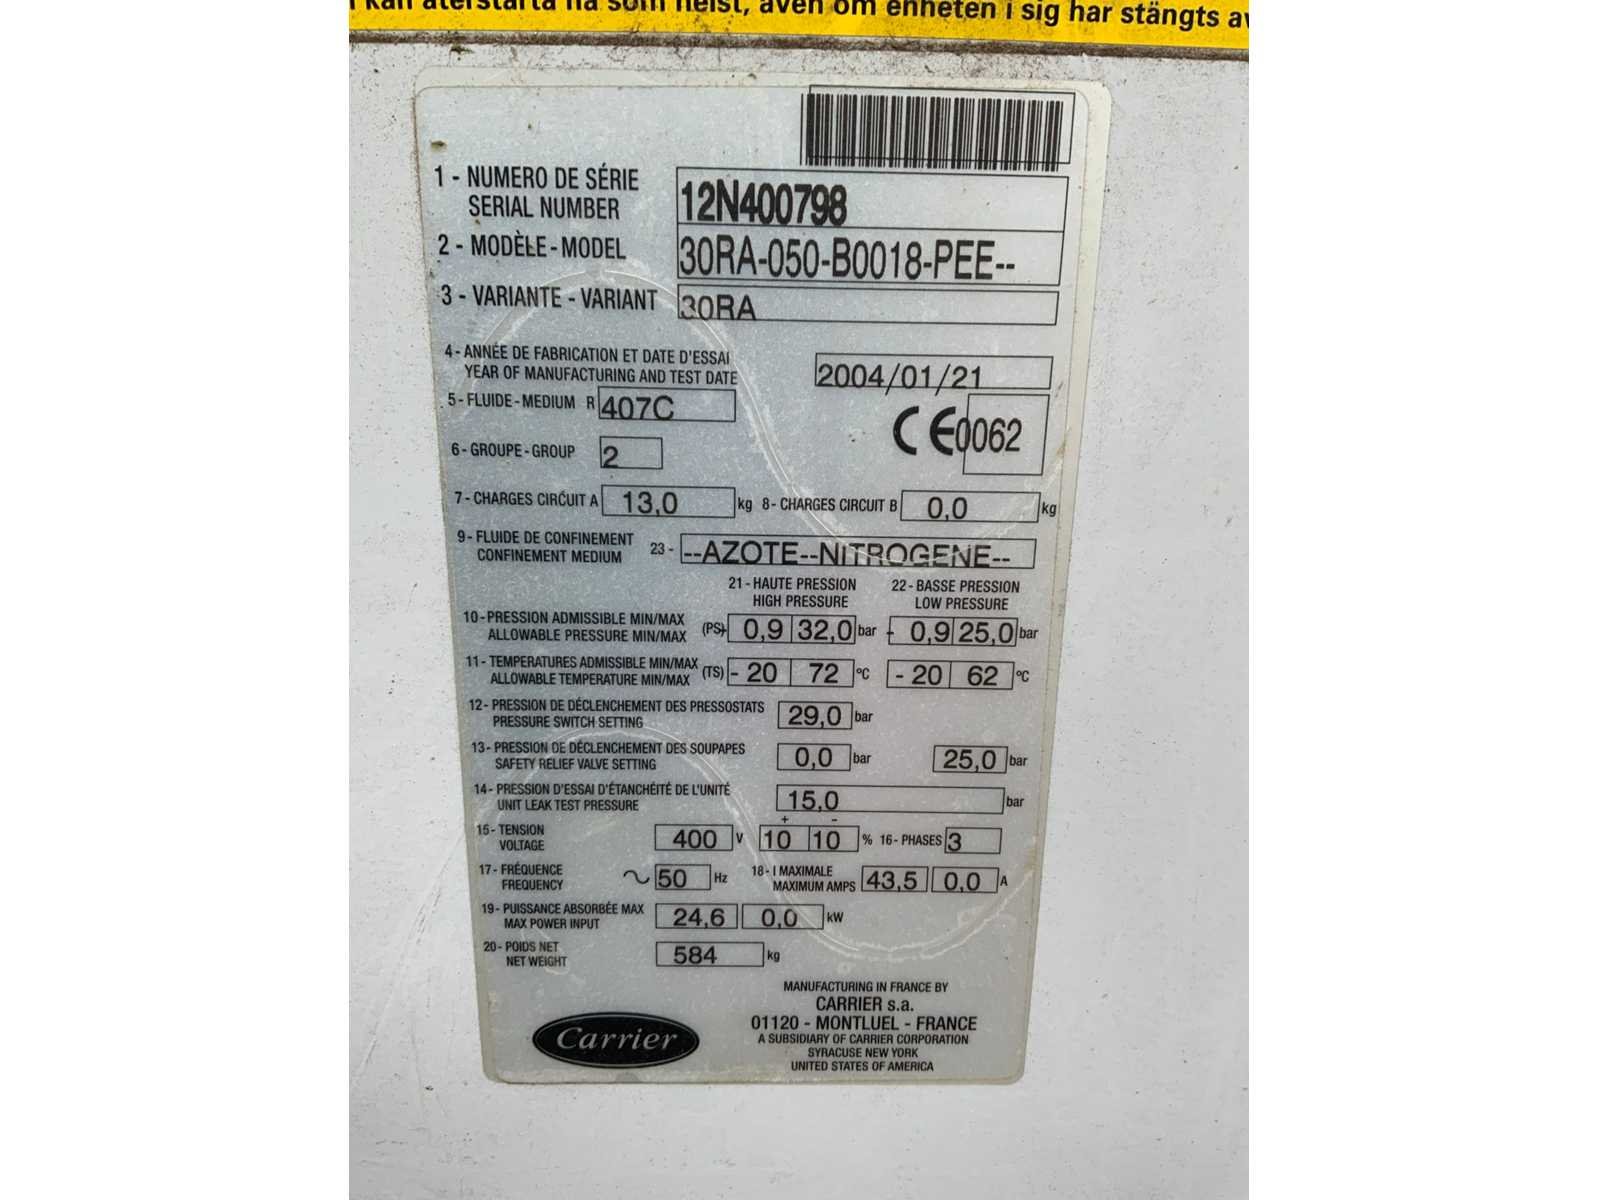 kan återstarta när som helst, även om enheten i sig har stängts
1 - NUMERO DE SÉRIE
SERIAL NUMBER
12N400798
2 - MODÈLE - MODEL
30RA-050-B0018-PEE--
3 - VARIANTE - VARIANT
30RA
4 - ANNÉE DE FABRICATION ET DATE D'ESSAI
YEAR OF MANUFACTURING AND TEST DATE
2004/01/21
5 - FLUIDE - MEDIUM R 407C
CE 0062
6 - GROUPE - GROUP 2
7 - CHARGES CIRCUIT A 13,0 kg 8 - CHARGES CIRCUIT B 0,0 kg
9 - FLUIDE DE CONFINEMENT
CONFINEMENT MEDIUM
23 - --AZOTE--NITROGENE--
21 - HAUTE PRESSION 22 - BASSE PRESSION
HIGH PRESSURE LOW PRESSURE
10 - PRESSION ADMISSIBLE MIN/MAX
ALLOWABLE PRESSURE MIN/MAX
(PS) - 0,9 32,0 bar - 0,9 25,0 bar
11 - TEMPÉRATURES ADMISSIBLE MIN/MAX
ALLOWABLE TEMPERATURE MIN/MAX
(TS) - 20 72 °C - 20 62 °C
12 - PRESSION DE DÉCLENCHEMENT DES PRESSOSTATS
PRESSURE SWITCH SETTING
29,0 bar
13 - PRESSION DE DÉCLENCHEMENT DES SOUPAPES
SAFETY RELIEF VALVE SETTING
0,0 bar 25,0 bar
14 - PRESSION D'ESSAI D'ÉTANCHÉITÉ DE L'UNITÉ
UNIT LEAK TEST PRESSURE
15,0 bar
+ -
15 - TENSION
VOLTAGE
400 V 10 10 % 16 - PHASES 3
17 - FRÉQUENCE
FREQUENCY
~ 50 Hz
18 - I MAXIMALE
MAXIMUM AMPS
43,5 0,0 A
19 - PUISSANCE ABSORBÉE MAX
MAX POWER INPUT
24,6 0,0 kW
20 - POIDS NET
NET WEIGHT
584 kg
MANUFACTURING IN FRANCE BY
CARRIER s.a.
01120 - MONTLUEL - FRANCE
A SUBSIDIARY OF CARRIER CORPORATION
SYRACUSE NEW YORK
UNITED STATES OF AMERICA
Carrier